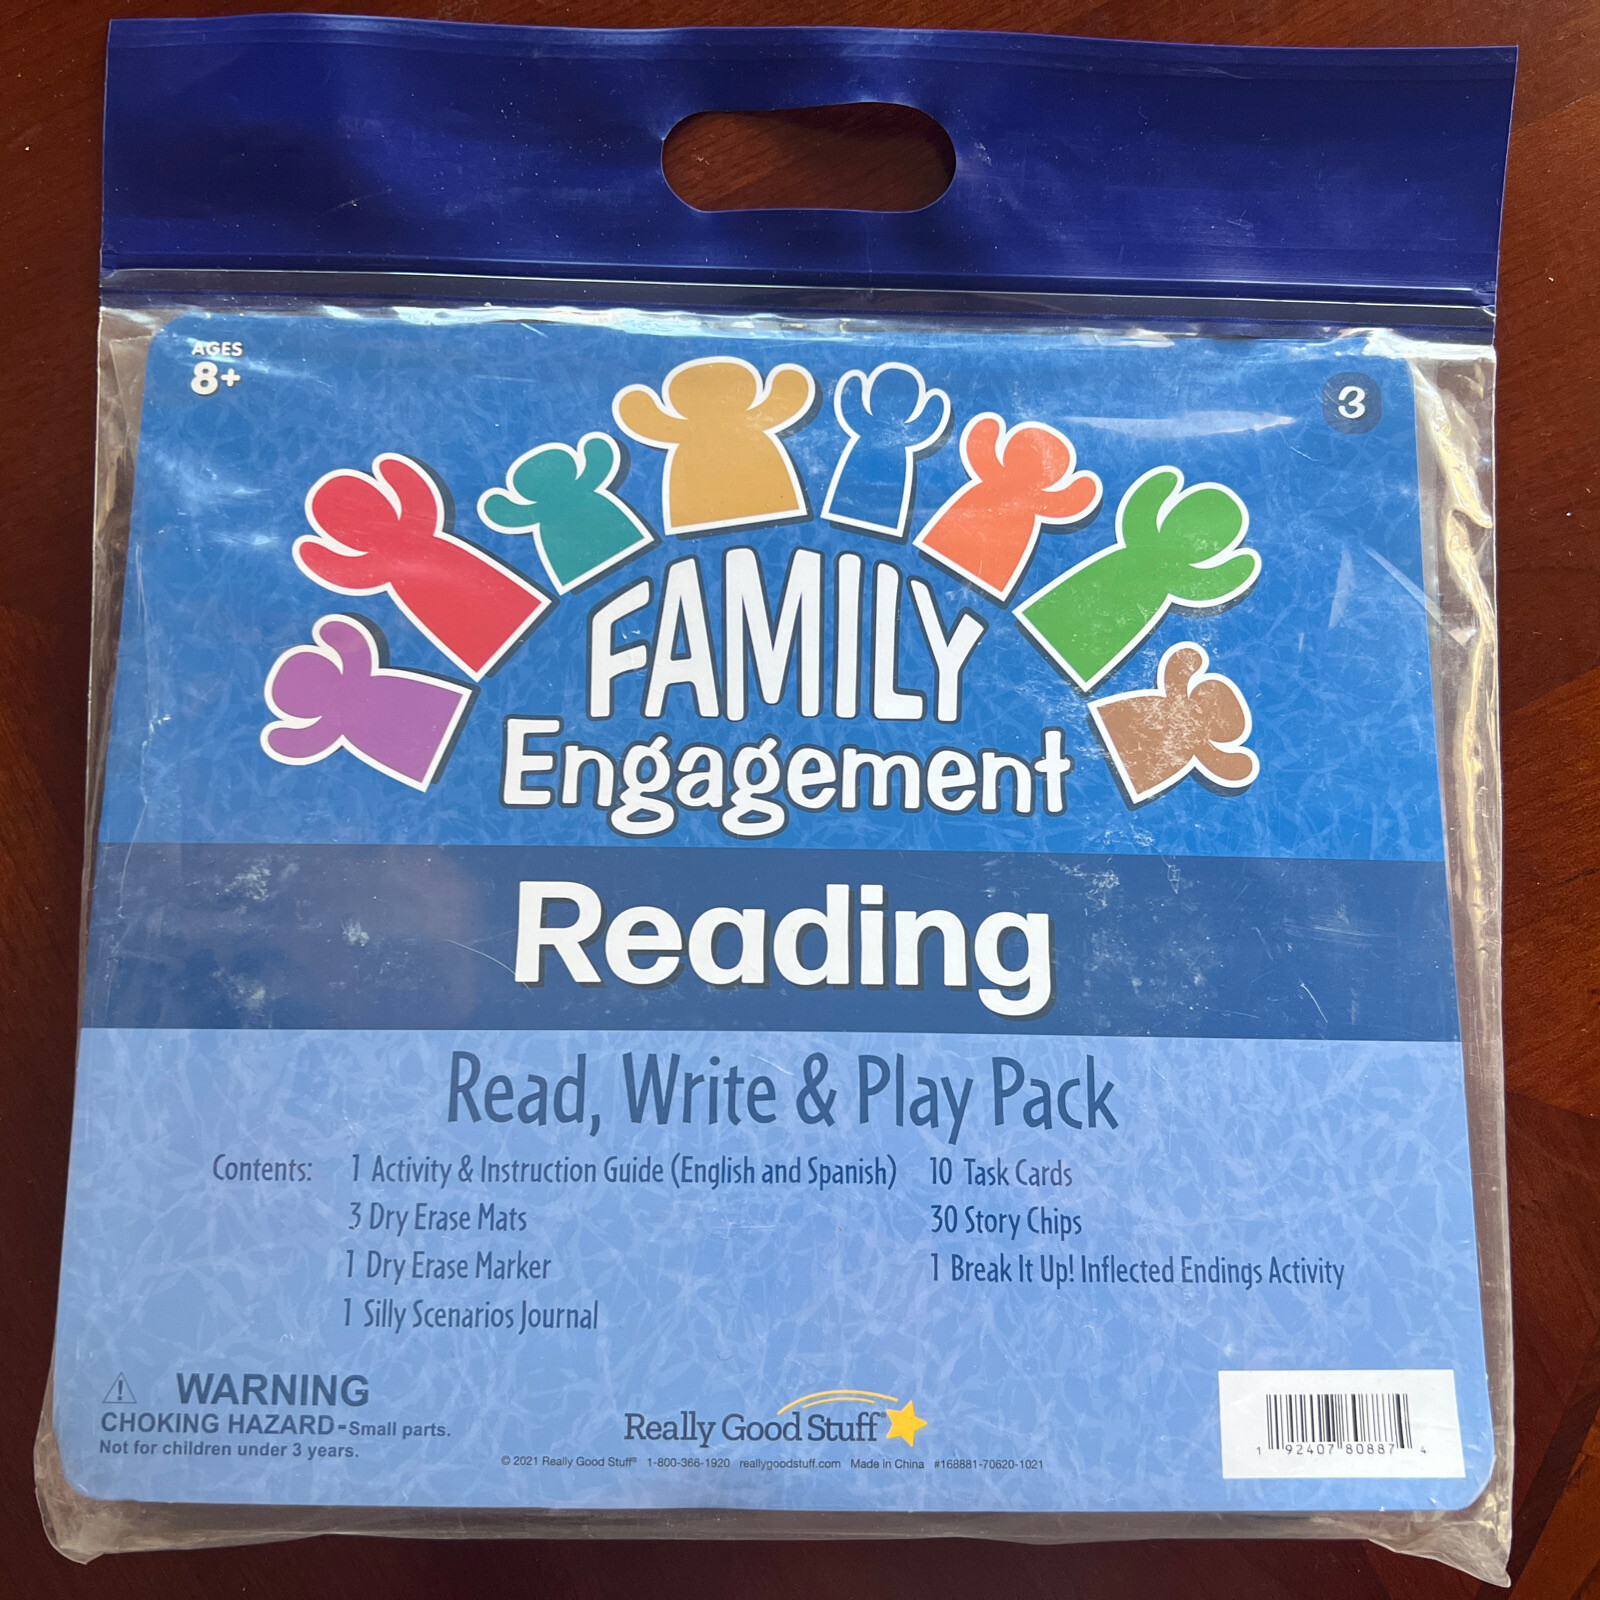 AGES
8+
3
FAMILY
Engagement
Reading
Read, Write & Play Pack
Contents:
1 Activity & Instruction Guide (English and Spanish)
3 Dry Erase Mats
1 Dry Erase Marker
1 Silly Scenarios Journal
10 Task Cards
30 Story Chips
1 Break It Up! Inflected Endings Activity
WARNING
CHOKING HAZARD-Small parts.
Not for children under 3 years.
Really Good Stuff®
© 2021 Really Good Stuff® 1-800-366-1920 reallygoodstuff.com Made in China #168881-70620-1021
1 92407 80887 4